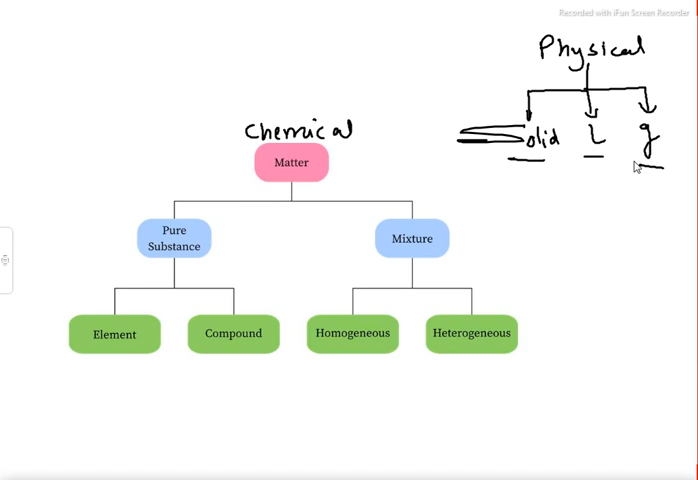 Recorded with iFun Screen Recorder
Physical
Solid L g
Chemical
Matter
Pure
Substance
Mixture
Element
Compound
Homogeneous
Heterogeneous